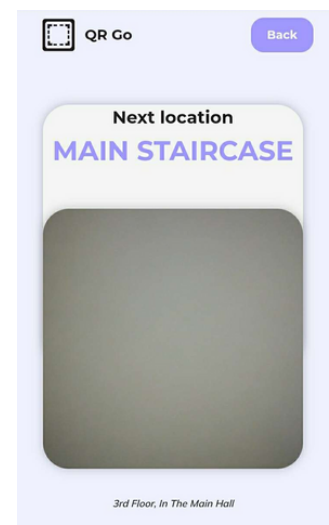 QR Go
Back
Next location
MAIN STAIRCASE
3rd Floor, In The Main Hall